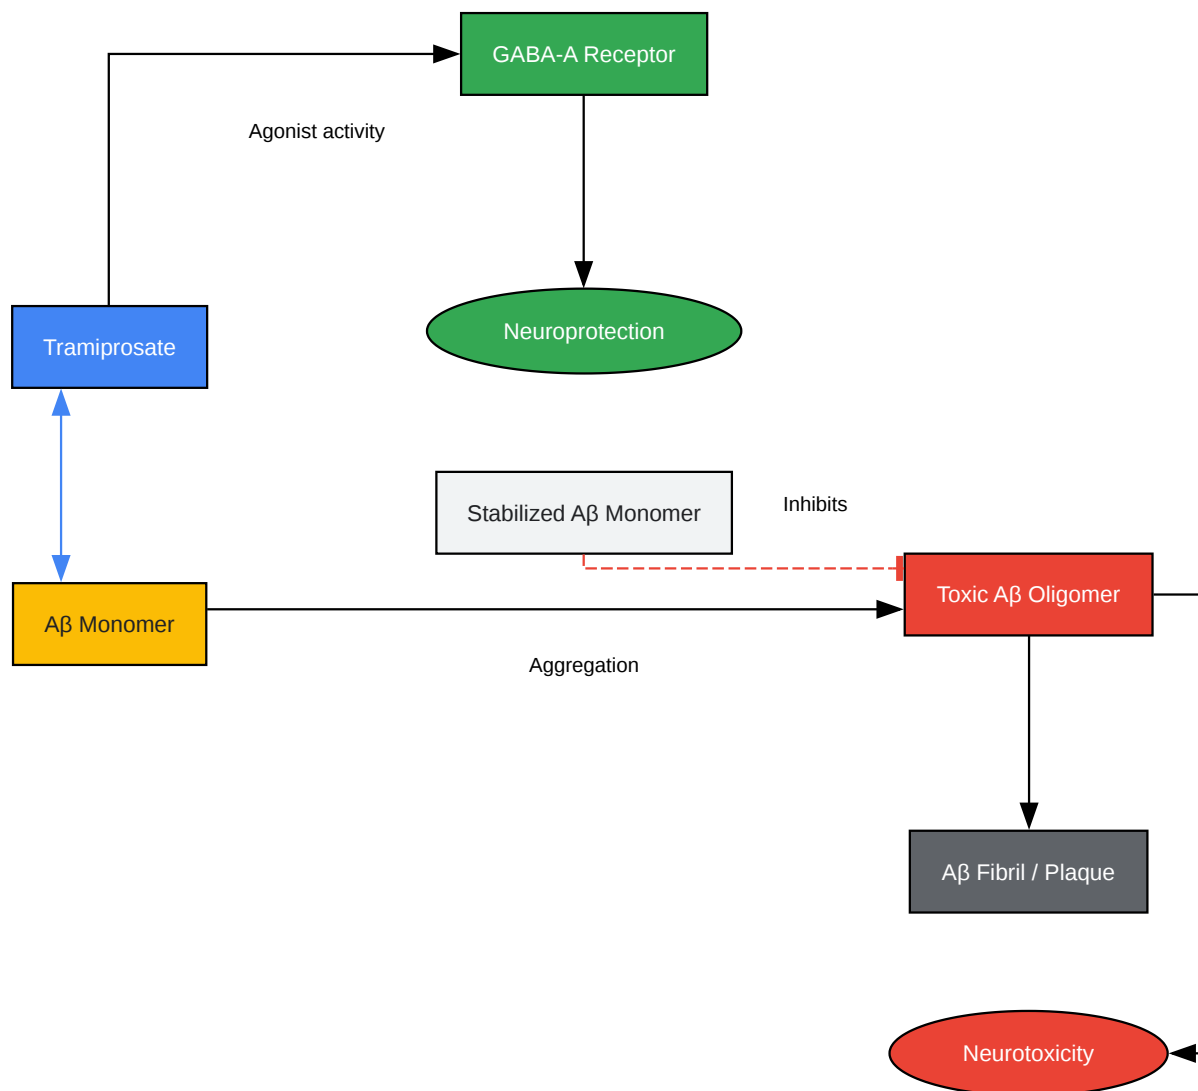 GABA-A Receptor
Agonist activity
Neuroprotection
Tramiprosate
Stabilized Aβ Monomer
Inhibits
Toxic Aβ Oligomer
Aβ Monomer
Aggregation
Aβ Fibril / Plaque
Neurotoxicity